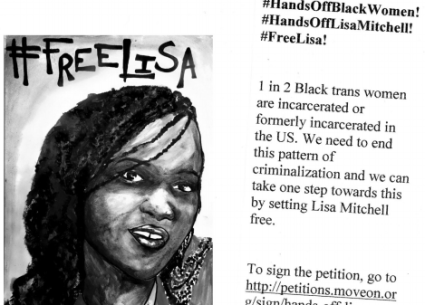 #FREELISA
#HandsOffBlackWomen!
#HandsOffLisaMitchell!
#FreeLisa!
1 in 2 Black trans women
are incarcerated or
formerly incarcerated in
the US. We need to end
this pattern of
criminalization and we can
take one step towards this
by setting Lisa Mitchell
free.
To sign the petition, go to
http://petitions.moveon.or
g/sign/hands-off-lis